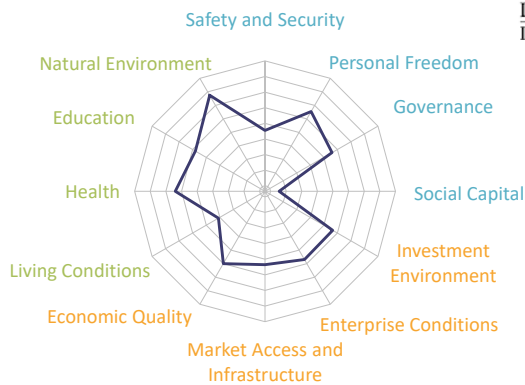 Safety and Security
Natural Environment
Personal Freedom
Education
Governance
Health
Social Capital
Investment
Environment
Living Conditions
Economic Quality
Enterprise Conditions
Market Access and
Infrastructure